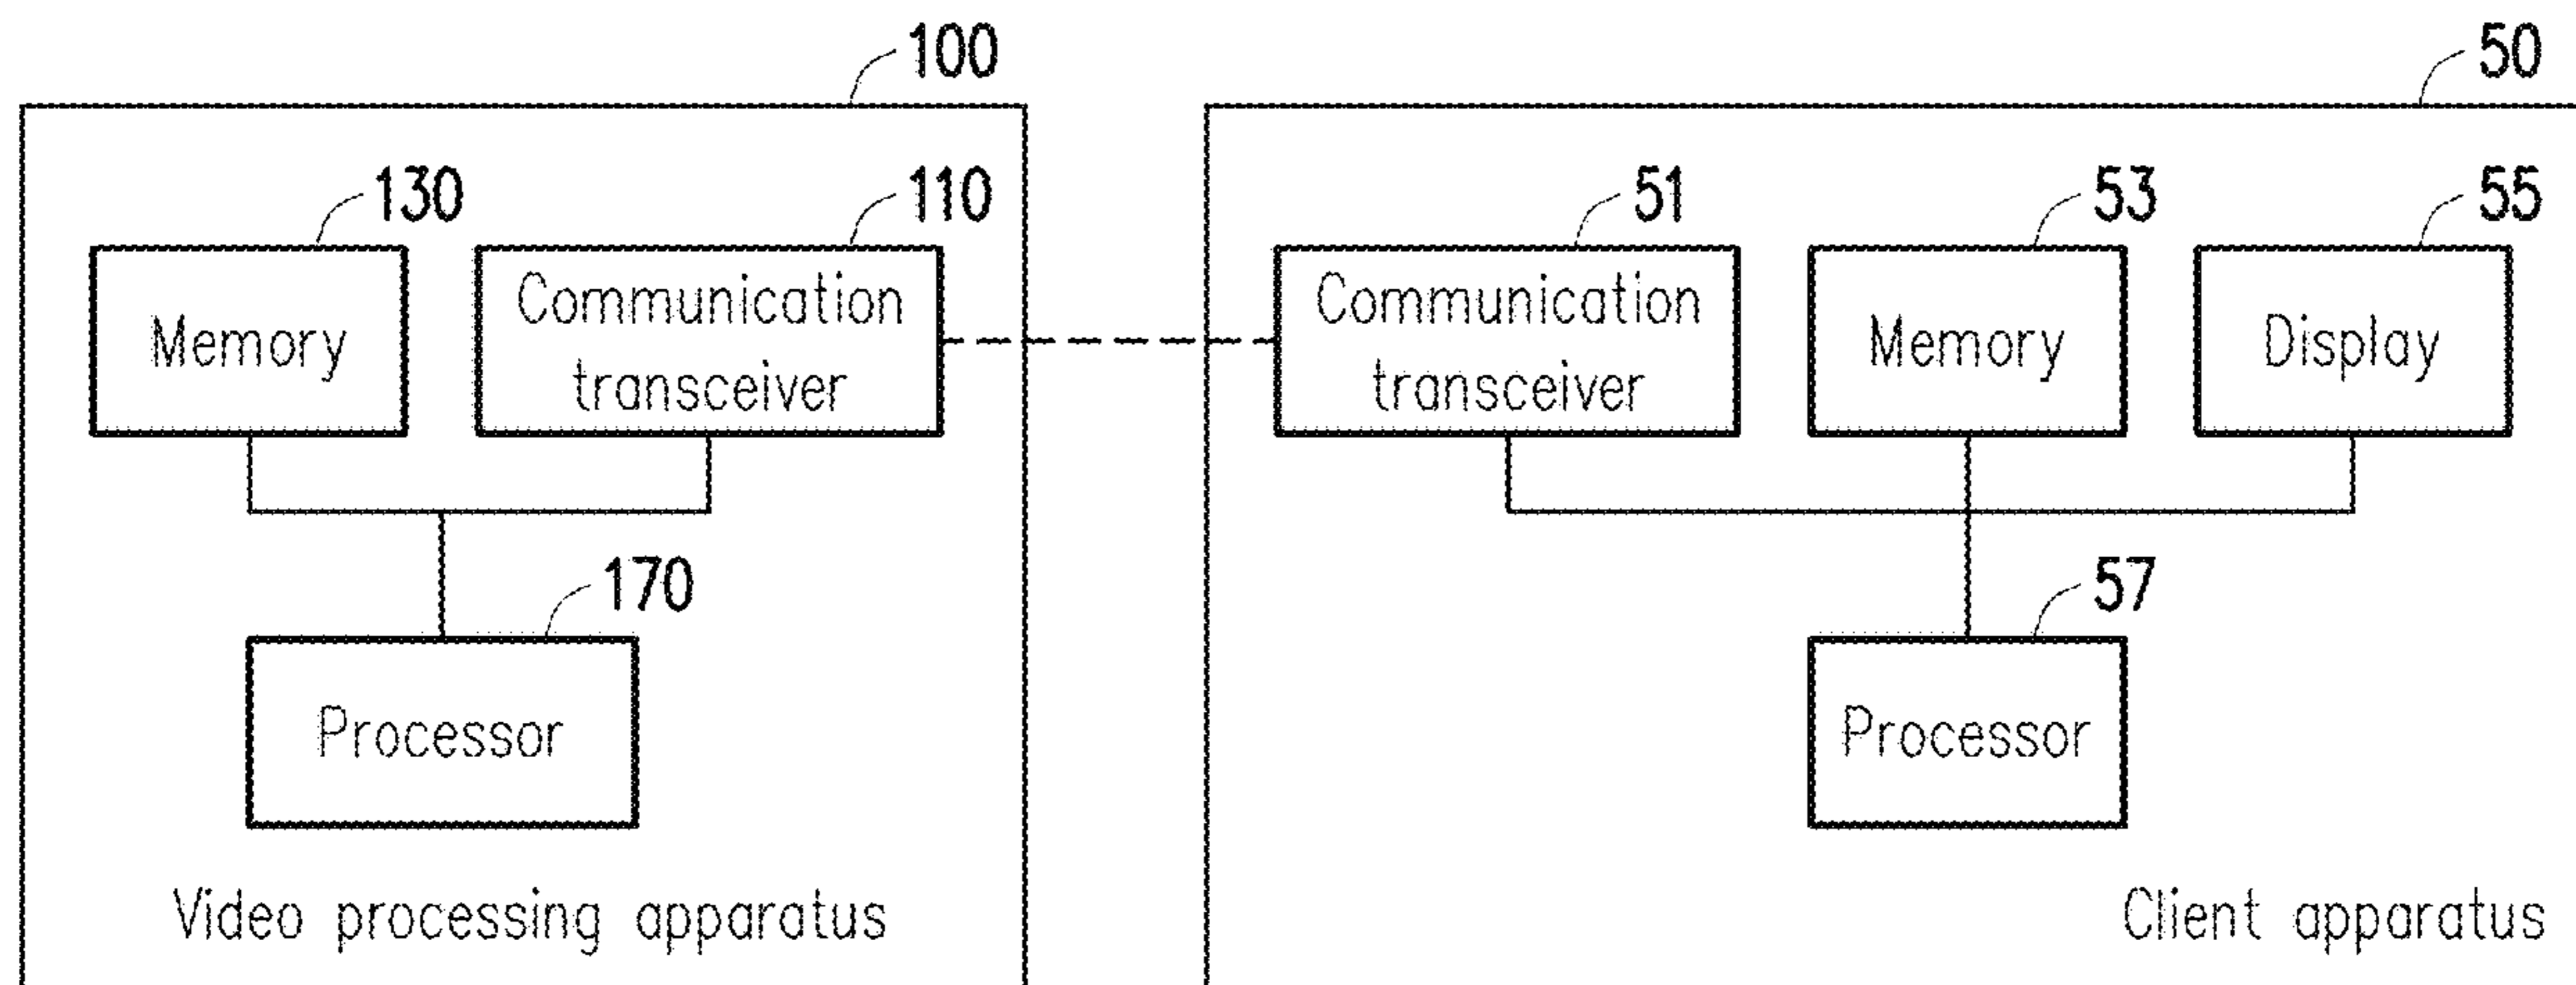 100
50
130
110
51
53
55
Memory
Communication
transceiver
Communication
transceiver
Memory
Display
170
57
Processor
Processor
Video processing apparatus
Client apparatus